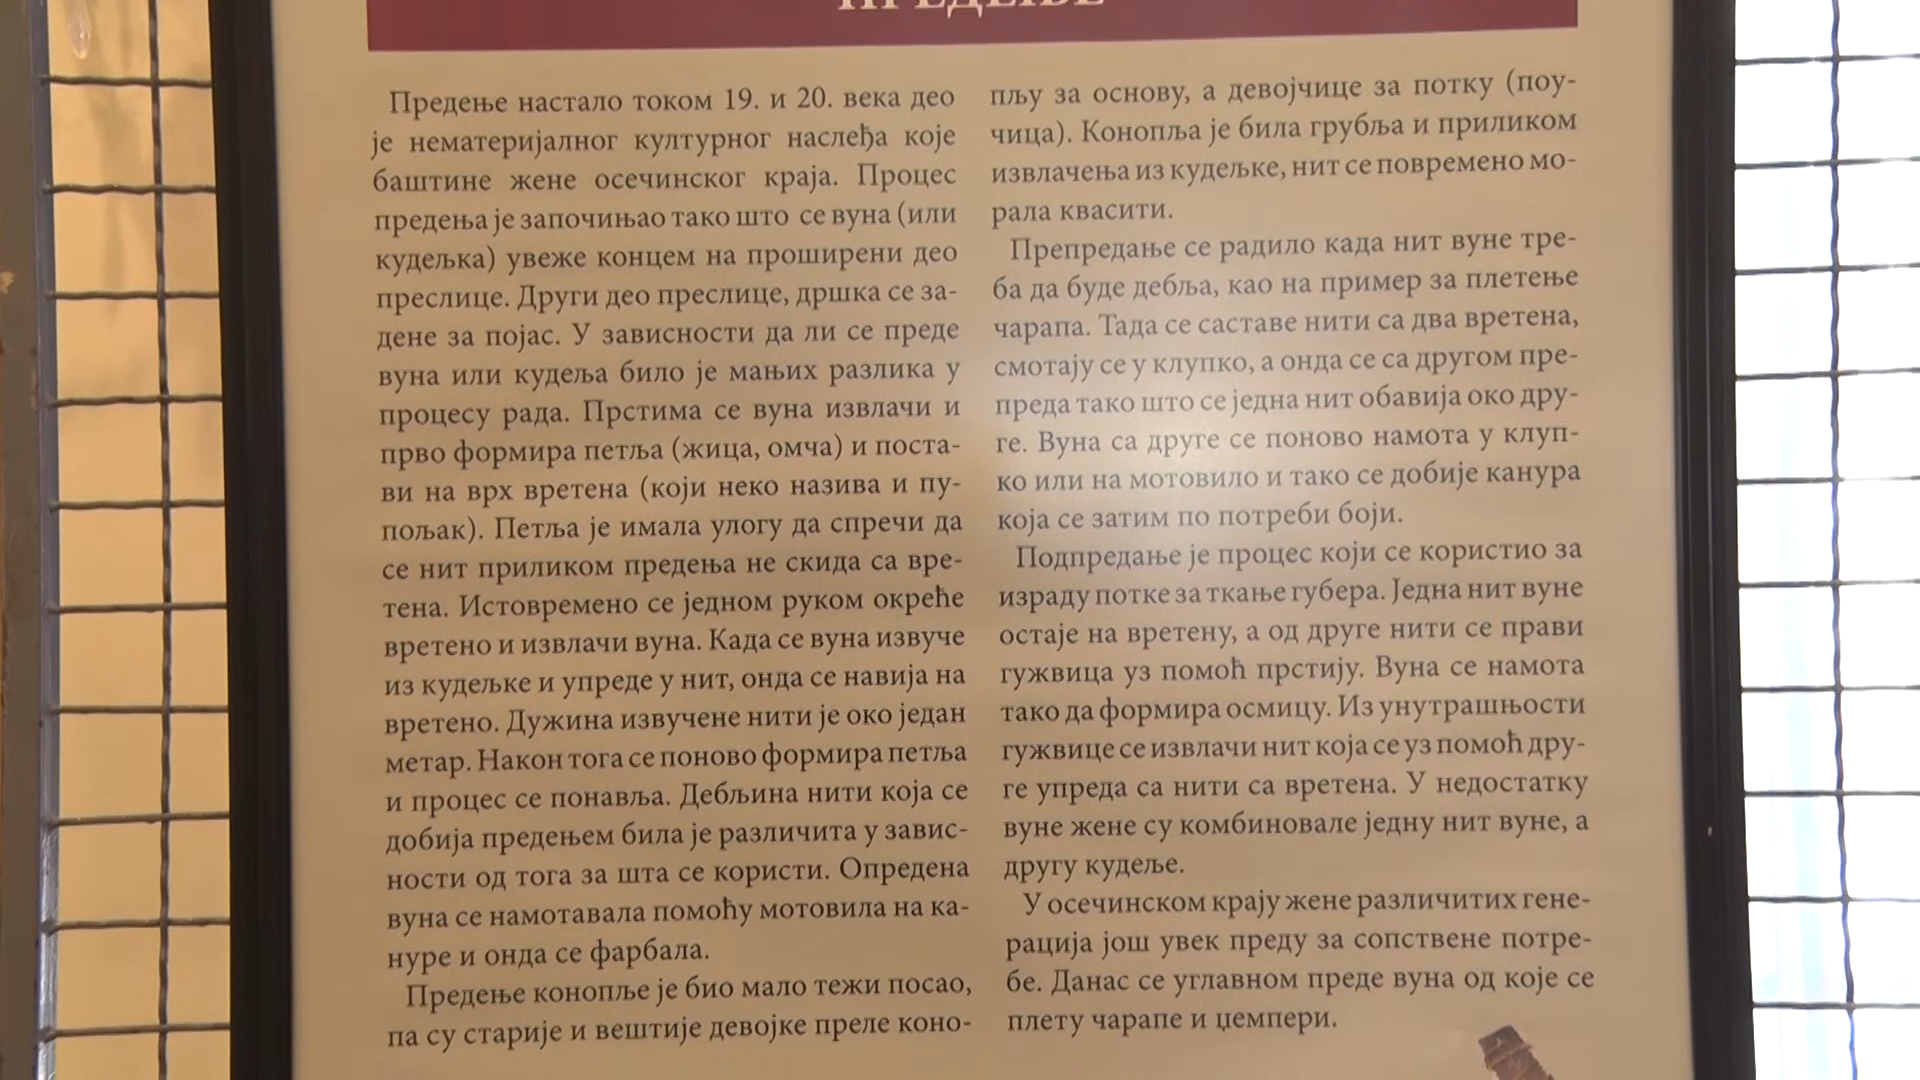 ПРЕДЕЊЕ
Предење настало током 19. и 20. века део
је нематеријалног културног наслеђа које
баштине жене осечинског краја. Процес
предења је започињао тако што се вуна (или
кудељка) увеже концем на проширени део
преслице. Други део преслице, дршка се за-
дене за појас. У зависности да ли се преде
вуна или кудеља било је мањих разлика у
процесу рада. Прстима се вуна извлачи и
прво формира петља (жица, омча) и поста-
ви на врх вретена (који неко назива и пу-
пољак). Петља је имала улогу да спречи да
се нит приликом предења не скида са вре-
тена. Истовремено се једном руком окреће
вретено и извлачи вуна. Када се вуна извуче
из кудељке и упреде у нит, онда се навија на
вретено. Дужина извучене нити је око један
метар. Након тога се поново формира петља
и процес се понавља. Дебљина нити која се
добија предењем била је различита у завис-
ности од тога за шта се користи. Опредена
вуна се намотавала помоћу мотовила на ка-
нуре и онда се фарбала.
Предење конопље је био мало тежи посао,
па су старије и вештије девојке преле коно-
пљу за основу, а девојчице за потку (поу-
чица). Конопља је била грубља и приликом
извлачења из кудељке, нит се повремено мо-
рала квасити.
Препредање се радило када нит вуне тре-
ба да буде дебља, као на пример за плетење
чарапа. Тада се саставе нити са два вретена,
смотају се у клупко, а онда се са другом пре-
преда тако што се једна нит обавија око дру-
ге. Вуна са друге се поново намота у клуп-
ко или на мотовило и тако се добије канура
која се затим по потреби боји.
Подпредање је процес који се користио за
израду потке за ткање губера. Једна нит вуне
остаје на вретену, а од друге нити се прави
гужвица уз помоћ прстију. Вуна се намота
тако да формира осмицу. Из унутрашњости
гужвице се извлачи нит која се уз помоћ дру-
ге упреда са нити са вретена. У недостатку
вуне жене су комбиновале једну нит вуне, а
другу кудеље.
У осечинском крају жене различитих гене-
рација још увек преду за сопствене потре-
бе. Данас се углавном преде вуна од које се
плету чарапе и џемпери.